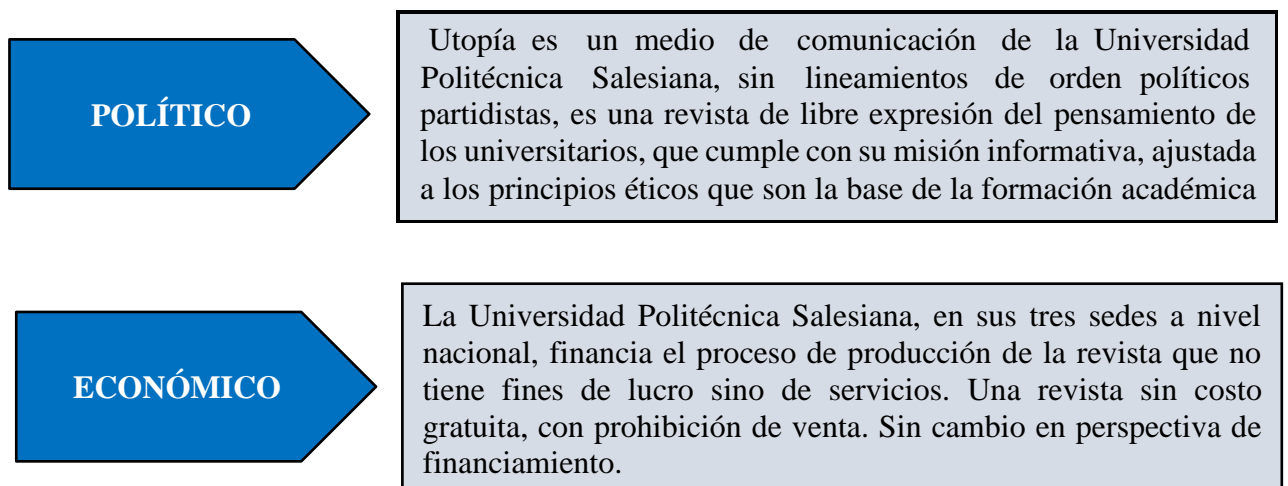 POLÍTICO
Utopía es un medio de comunicación de la Universidad
Politécnica Salesiana, sin lineamientos de orden políticos
partidistas, es una revista de libre expresión del pensamiento de
los universitarios, que cumple con su misión informativa, ajustada
a los principios éticos que son la base de la formación académica
ECONÓMICO
La Universidad Politécnica Salesiana, en sus tres sedes a nivel
nacional, financia el proceso de producción de la revista que no
tiene fines de lucro sino de servicios. Una revista sin costo
gratuita, con prohibición de venta. Sin cambio en perspectiva de
financiamiento.